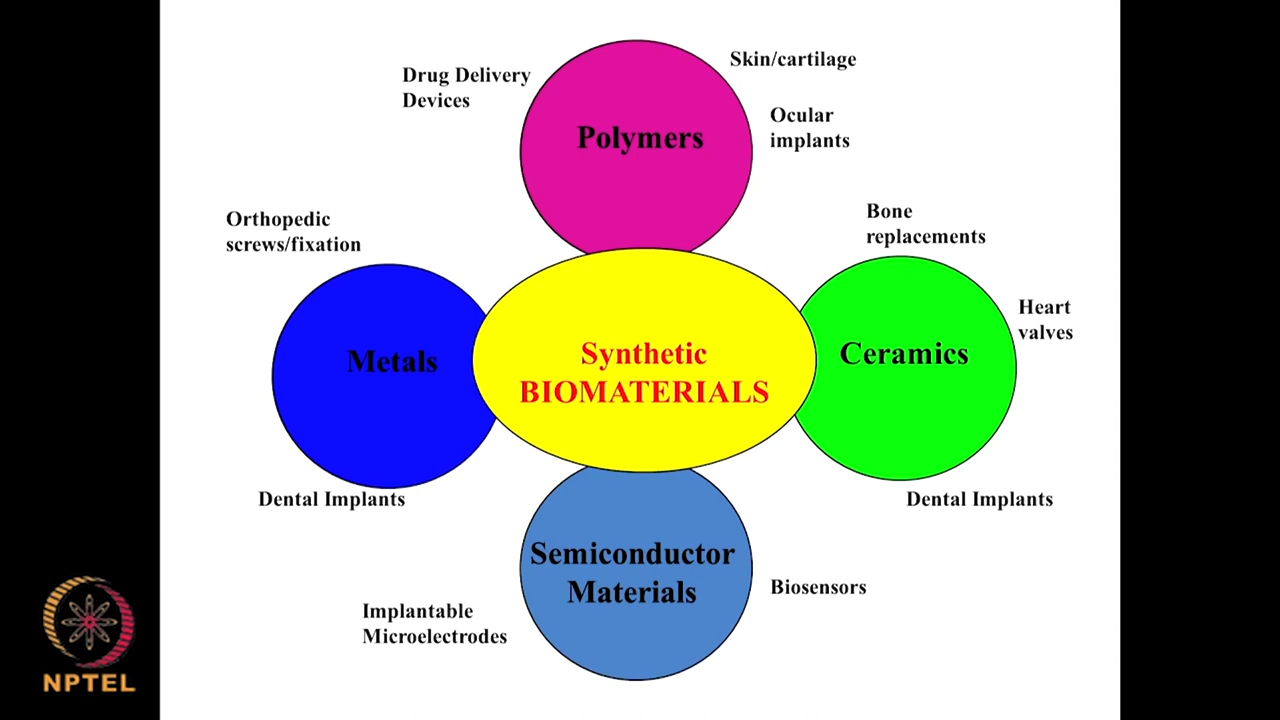 Drug Delivery
Devices
Skin/cartilage
Ocular
implants
Polymers
Orthopedic
screws/fixation
Bone
replacements
Heart
valves
Metals
Synthetic
BIOMATERIALS
Ceramics
Dental Implants
Dental Implants
Semiconductor
Materials
Biosensors
Implantable
Microelectrodes
NPTEL